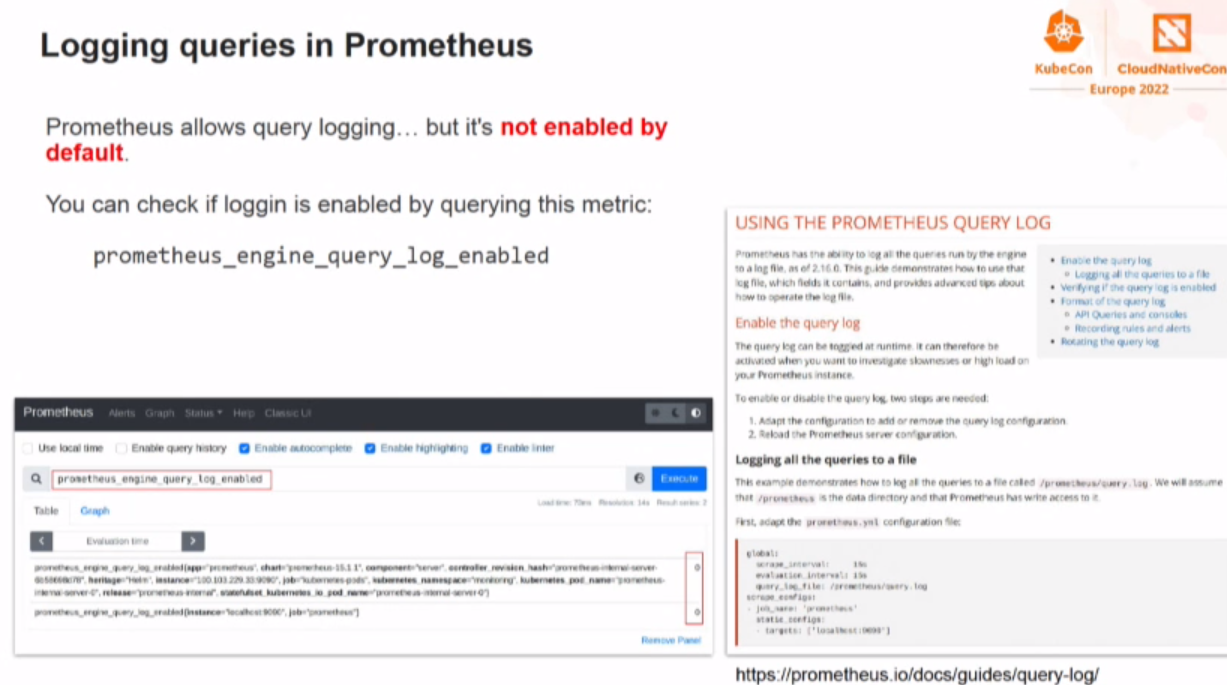 Logging queries in Prometheus
KubeCon
CloudNativeCon
Europe 2022
Prometheus allows query logging... but it's not enabled by
default.
You can check if loggin is enabled by querying this metric:
prometheus_engine_query_log_enabled
Prometheus Alerts Graph Status Help Classic UI
Use local time Enable query history Enable autocomplete Enable highlighting Enable linter
prometheus_engine_query_log_enabled
Execute
Load time: 75ms Resolution: 14s Result series: 2
Table Graph
< Evaluation time >
prometheus_engine_query_log_enabled{app="prometheus", chart="prometheus-15.1.1", component="server", controller_revision_hash="prometheus-internal-server-
heritage="Helm", instance="100.103.229.33:9090", job="kubernetes-pods", kubernetes_namespace="monitoring", kubernetes_pod_name="prometheus-
internal-server-0", release="prometheus-internal", statefulset_kubernetes_io_pod_name="prometheus-internal-server-0"}
0
prometheus_engine_query_log_enabled{instance="localhost:9090", job="prometheus"}
0
Remove Panel
USING THE PROMETHEUS QUERY LOG
Prometheus has the ability to log all the queries run by the engine
to a log file, as of 2.16.0. This guide demonstrates how to use that
log file, which fields it contains, and provides advanced tips about
how to operate the log file.
• Enable the query log
Logging all the queries to a file
• Verifying if the query log is enabled
• Format of the query log
API Queries and consoles
Recording rules and alerts
• Rotating the query log
Enable the query log
The query log can be toggled at runtime. It can therefore be
activated when you want to investigate slownesses or high load on
your Prometheus instance.
To enable or disable the query log, two steps are needed:
1. Adapt the configuration to add or remove the query log configuration.
2. Reload the Prometheus server configuration.
Logging all the queries to a file
This example demonstrates how to log all the queries to a file called /prometheus/query.log. We will assume
that /prometheus is the data directory and that Prometheus has write access to it.
First, adapt the prometheus.yml configuration file:
global:
scrape_interval: 15s
evaluation_interval: 15s
query_log_file: /prometheus/query.log
scrape_configs:
- job_name: 'prometheus'
static_configs:
- targets: ['localhost:9090']
https://prometheus.io/docs/guides/query-log/